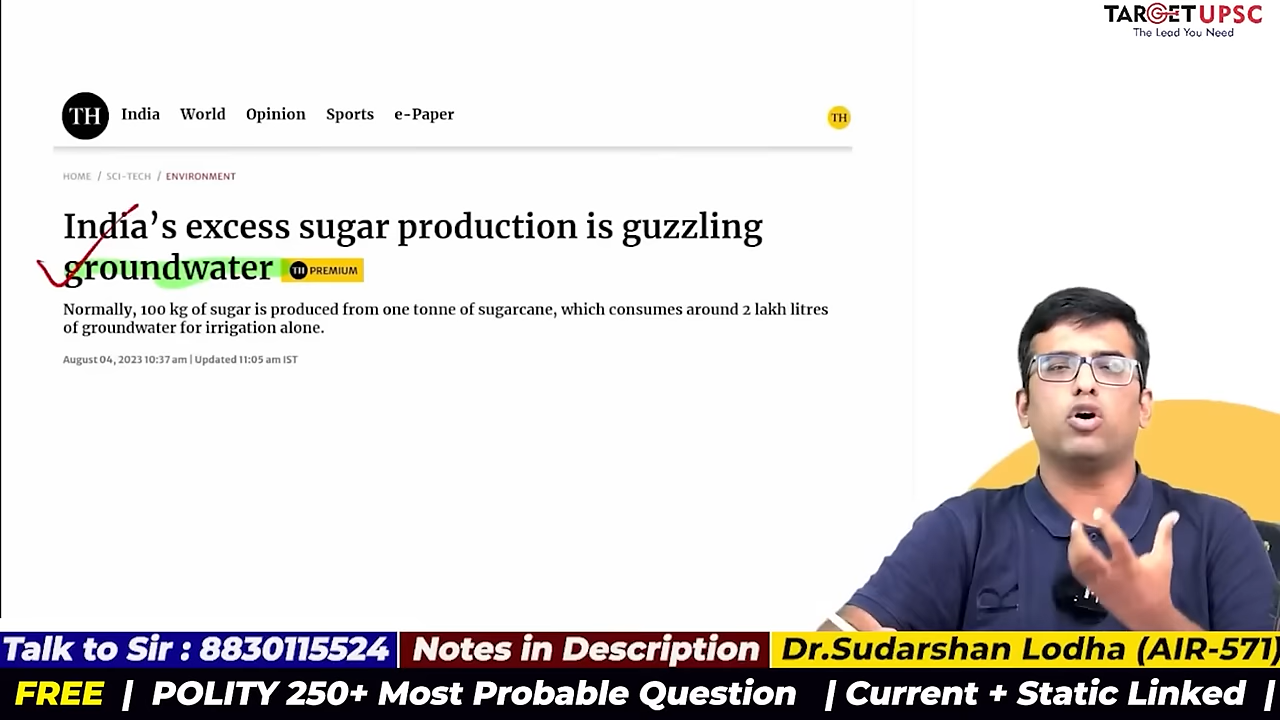 TARGETUPSC
The Lead You Need
TH India World Opinion Sports e-Paper TH
HOME / SCI-TECH / ENVIRONMENT
India's excess sugar production is guzzling
groundwater TH PREMIUM
Normally, 100 kg of sugar is produced from one tonne of sugarcane, which consumes around 2 lakh litres
of groundwater for irrigation alone.
August 04, 2023 10:37 am | Updated 11:05 am IST
Talk to Sir : 8830115524 Notes in Description Dr.Sudarshan Lodha (AIR-571)
FREE | POLITY 250+ Most Probable Question | Current + Static Linked |